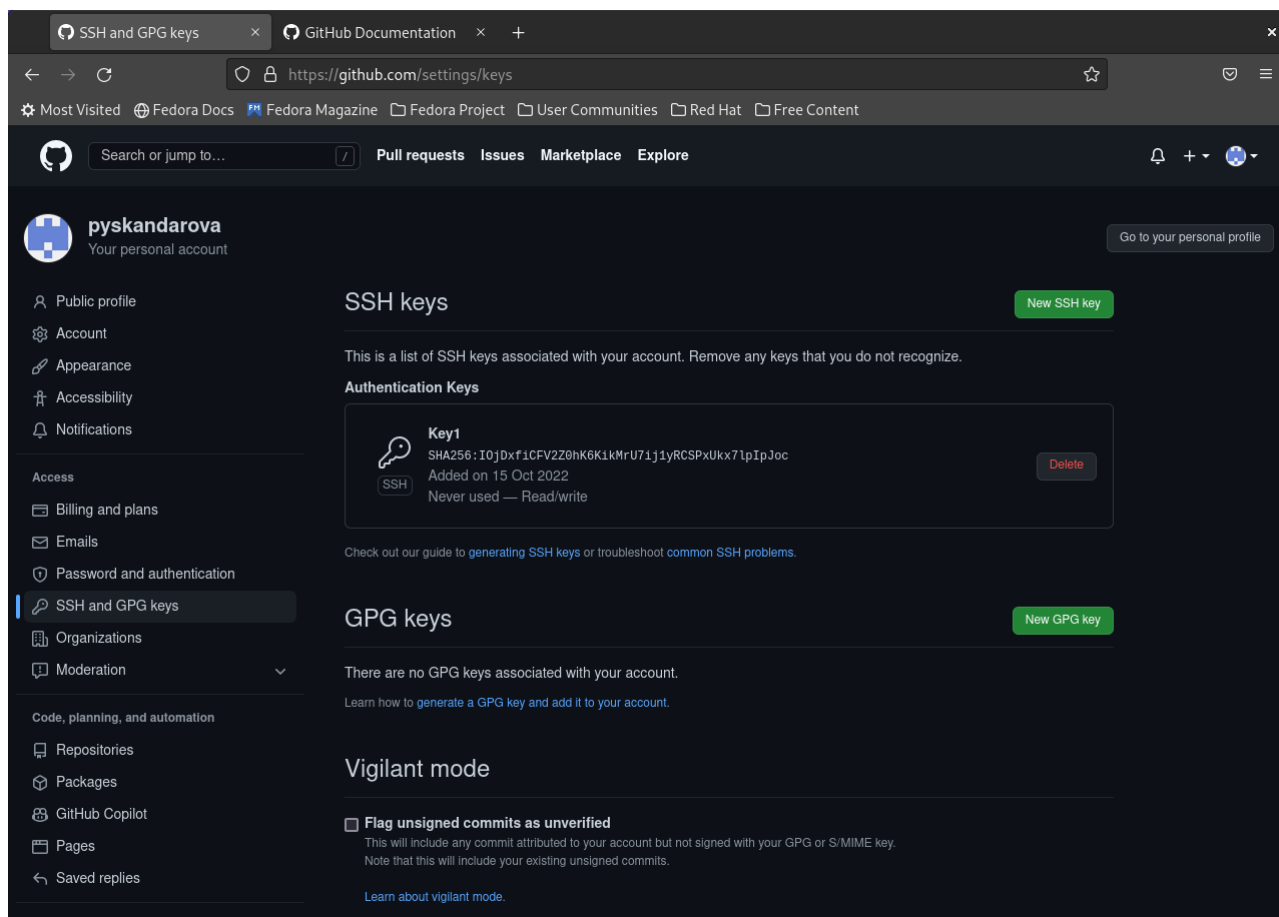 SSH and GPG keys
GitHub Documentation
https://github.com/settings/keys
Most Visited Fedora Docs Fedora Magazine Fedora Project User Communities Red Hat Free Content
Search or jump to… / Pull requests Issues Marketplace Explore
pyskandarova
Your personal account
Go to your personal profile
Public profile
Account
Appearance
Accessibility
Notifications
Access
Billing and plans
Emails
Password and authentication
SSH and GPG keys
Organizations
Moderation
Code, planning, and automation
Repositories
Packages
GitHub Copilot
Pages
Saved replies
SSH keys
New SSH key
This is a list of SSH keys associated with your account. Remove any keys that you do not recognize.
Authentication Keys
Key1
SHA256:IOjDxfiCFV2Z0hK6KikMrU7ij1yRCSPxUkx7lpIpJoc
Added on 15 Oct 2022
Never used — Read/write
SSH
Delete
Check out our guide to generating SSH keys or troubleshoot common SSH problems.
GPG keys
New GPG key
There are no GPG keys associated with your account.
Learn how to generate a GPG key and add it to your account.
Vigilant mode
Flag unsigned commits as unverified
This will include any commit attributed to your account but not signed with your GPG or S/MIME key.
Note that this will include your existing unsigned commits.
Learn about vigilant mode.